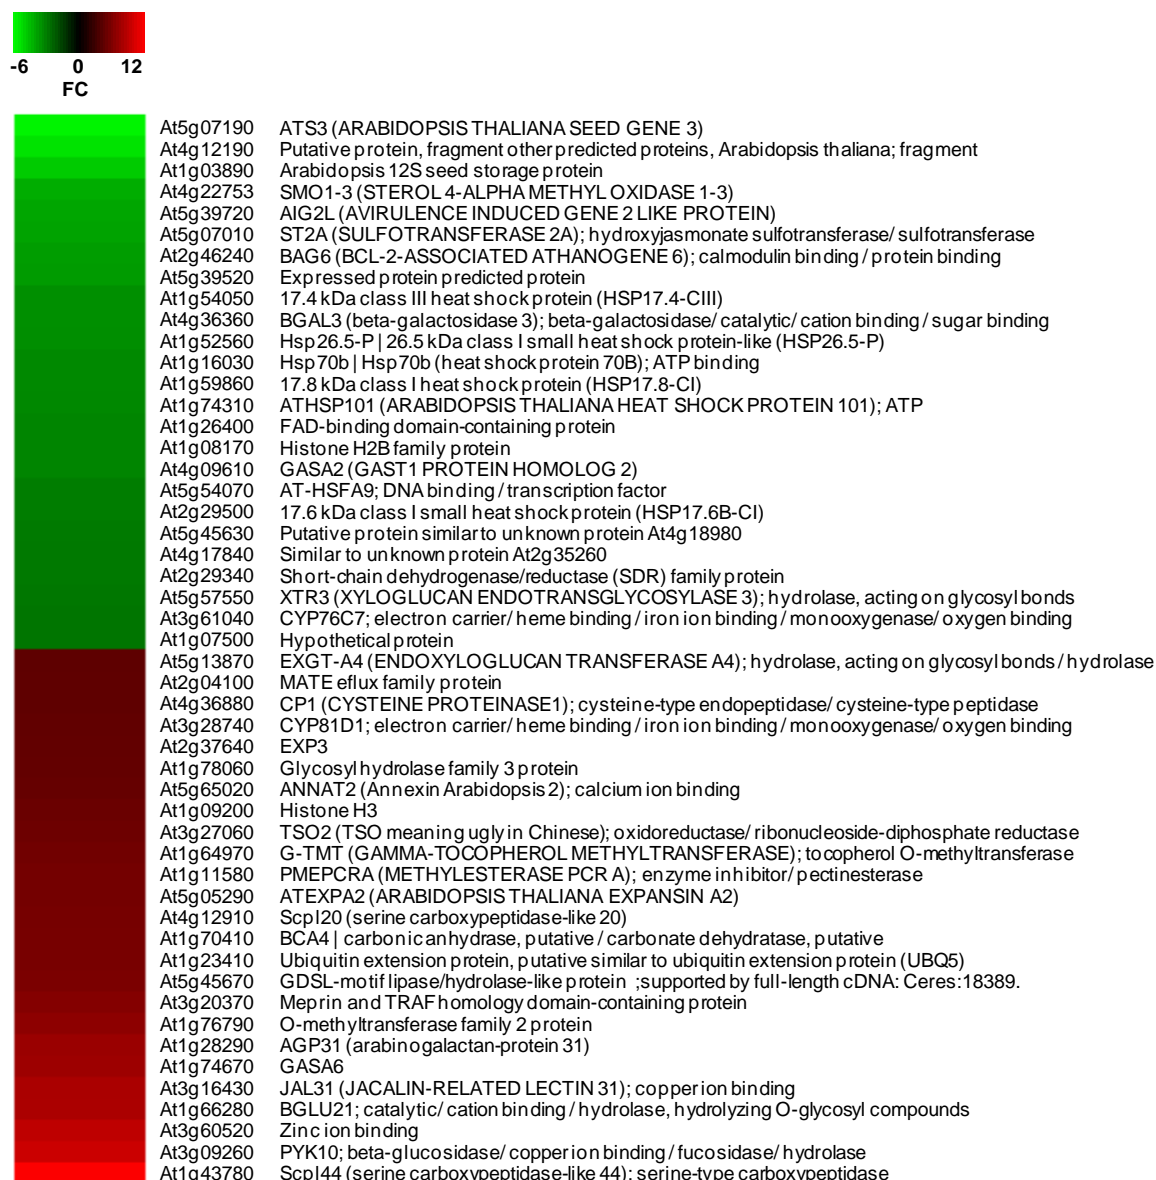 -6 0 12
FC
At5g07190 ATS3 (ARABIDOPSIS THALIANA SEED GENE 3)
At4g12190 Putative protein, fragment other predicted proteins, Arabidopsis thaliana; fragment
At1g03890 Arabidopsis 12S seed storage protein
At4g22753 SMO1-3 (STEROL 4-ALPHA METHYL OXIDASE 1-3)
At5g39720 AIG2L (AVIRULENCE INDUCED GENE 2 LIKE PROTEIN)
At5g07010 ST2A (SULFOTRANSFERASE 2A); hydroxyjasmonate sulfotransferase/ sulfotransferase
At2g46240 BAG6 (BCL-2-ASSOCIATED ATHANOGENE 6); calmodulin binding / protein binding
At5g39520 Expressed protein predicted protein
At1g54050 17.4 kDa class III heat shock protein (HSP17.4-CIII)
At4g36360 BGAL3 (beta-galactosidase 3); beta-galactosidase/ catalytic/ cation binding / sugar binding
At1g52560 Hsp26.5-P | 26.5 kDa class I small heat shock protein-like (HSP26.5-P)
At1g16030 Hsp70b | Hsp70b (heat shock protein 70B); ATP binding
At1g59860 17.8 kDa class I heat shock protein (HSP17.8-CI)
At1g74310 ATHSP101 (ARABIDOPSIS THALIANA HEAT SHOCK PROTEIN 101); ATP
At1g26400 FAD-binding domain-containing protein
At1g08170 Histone H2B family protein
At4g09610 GASA2 (GAST1 PROTEIN HOMOLOG 2)
At5g54070 AT-HSFA9; DNA binding / transcription factor
At2g29500 17.6 kDa class I small heat shock protein (HSP17.6B-CI)
At5g45630 Putative protein similar to unknown protein At4g18980
At4g17840 Similar to unknown protein At2g35260
At2g29340 Short-chain dehydrogenase/reductase (SDR) family protein
At5g57550 XTR3 (XYLOGLUCAN ENDOTRANSGLYCOSYLASE 3); hydrolase, acting on glycosyl bonds
At3g61040 CYP76C7; electron carrier/ heme binding / iron ion binding / monooxygenase/ oxygen binding
At1g07500 Hypothetical protein
At5g13870 EXGT-A4 (ENDOXYLOGLUCAN TRANSFERASE A4); hydrolase, acting on glycosyl bonds / hydrolase
At2g04100 MATE eflux family protein
At4g36880 CP1 (CYSTEINE PROTEINASE1); cysteine-type endopeptidase/ cysteine-type peptidase
At3g28740 CYP81D1; electron carrier/ heme binding / iron ion binding / monooxygenase/ oxygen binding
At2g37640 EXP3
At1g78060 Glycosyl hydrolase family 3 protein
At5g65020 ANNAT2 (Annexin Arabidopsis 2); calcium ion binding
At1g09200 Histone H3
At3g27060 TSO2 (TSO meaning ugly in Chinese); oxidoreductase/ ribonucleoside-diphosphate reductase
At1g64970 G-TMT (GAMMA-TOCOPHEROL METHYLTRANSFERASE); tocopherol O-methyltransferase
At1g11580 PMEPCRA (METHYLESTERASE PCR A); enzyme inhibitor/ pectinesterase
At5g05290 ATEXPA2 (ARABIDOPSIS THALIANA EXPANSIN A2)
At4g12910 Scpl20 (serine carboxypeptidase-like 20)
At1g70410 BCA4 | carbonic anhydrase, putative / carbonate dehydratase, putative
At1g23410 Ubiquitin extension protein, putative similar to ubiquitin extension protein (UBQ5)
At5g45670 GDSL-motif lipase/hydrolase-like protein ;supported by full-length cDNA: Ceres:18389.
At3g20370 Meprin and TRAF homology domain-containing protein
At1g76790 O-methyltransferase family 2 protein
At1g28290 AGP31 (arabinogalactan-protein 31)
At1g74670 GASA6
At3g16430 JAL31 (JACALIN-RELATED LECTIN 31); copper ion binding
At1g66280 BGLU21; catalytic/ cation binding / hydrolase, hydrolyzing O-glycosyl compounds
At3g60520 Zinc ion binding
At3g09260 PYK10; beta-glucosidase/ copper ion binding / fucosidase/ hydrolase
At1g43780 Scpl44 (serine carboxypeptidase-like 44); serine-type carboxypeptidase